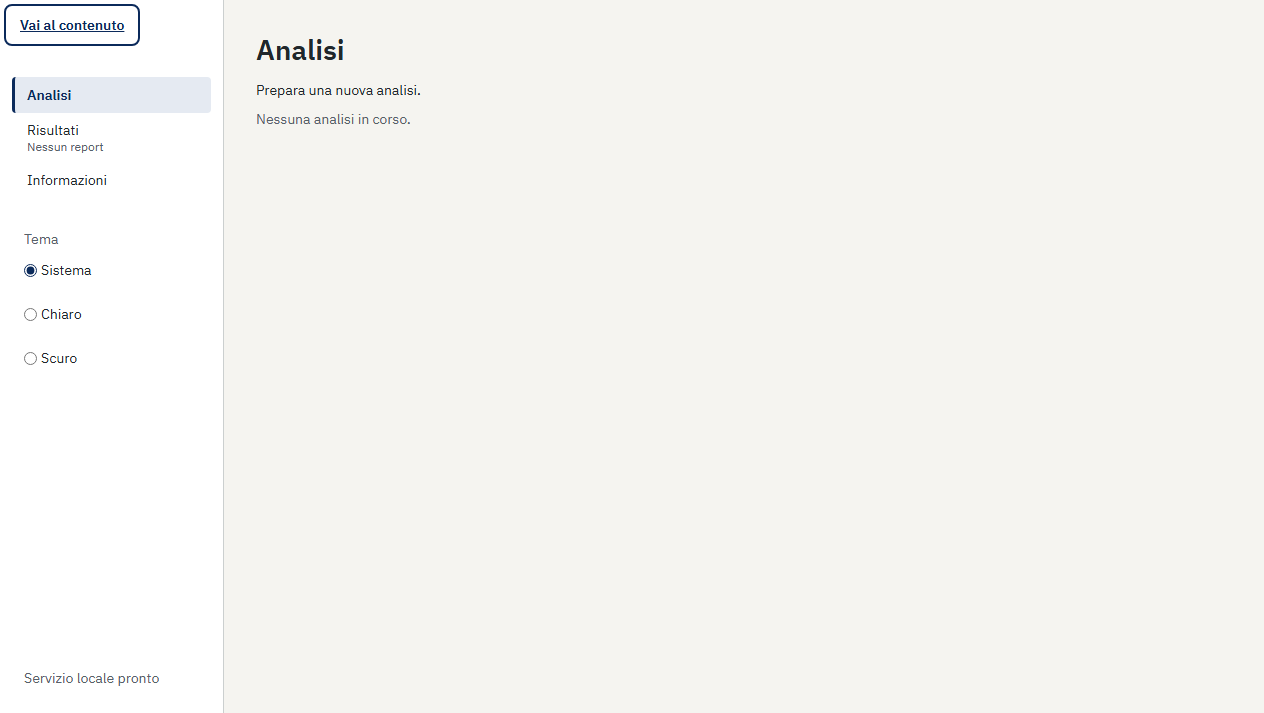 Vai al contenuto
Analisi
Risultati
Nessun report
Informazioni
Tema
Sistema
Chiaro
Scuro
Servizio locale pronto
Analisi
Prepara una nuova analisi.
Nessuna analisi in corso.